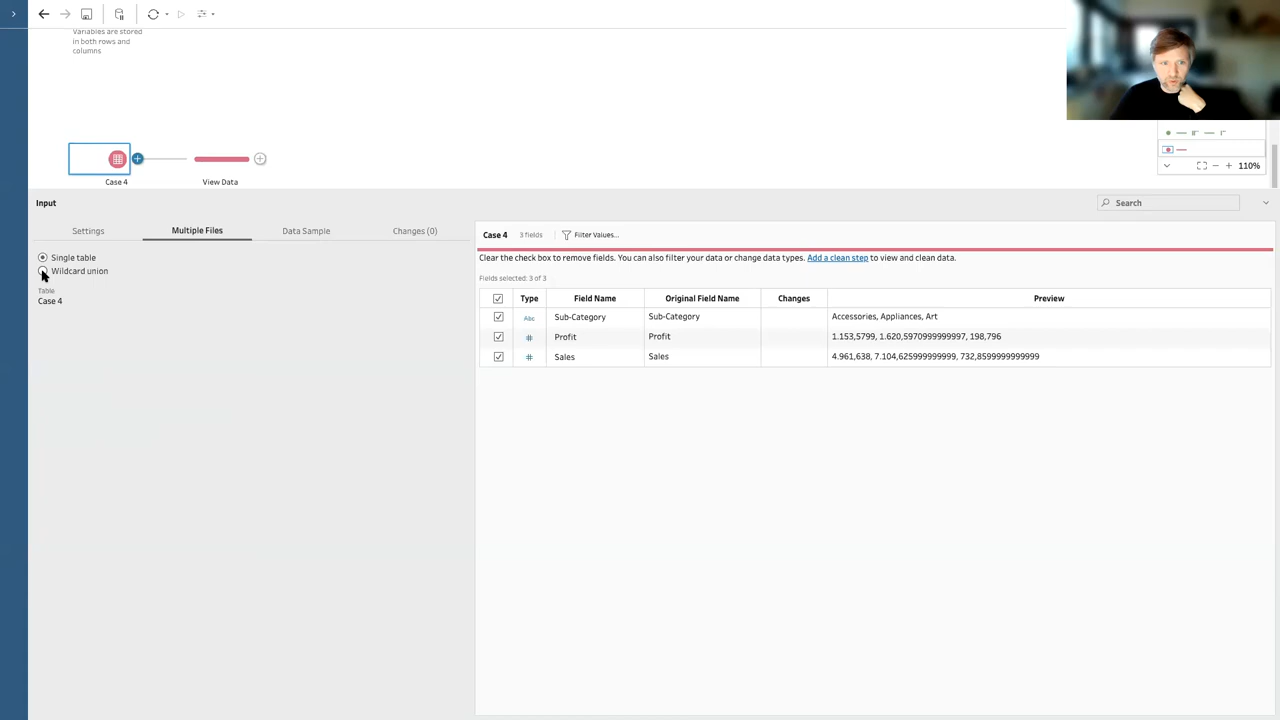 Variables are stored
in both rows and
columns
110%
Case 4
View Data
Input
Search
Settings
Multiple Files
Data Sample
Changes (0)
Single table
Wildcard union
Table
Case 4
Case 4 3 fields Filter Values...
Clear the check box to remove fields. You can also filter your data or change data types. Add a clean step to view and clean data.
Fields selected: 3 of 3
Type Field Name Original Field Name Changes Preview
Abc Sub-Category Sub-Category Accessories, Appliances, Art
# Profit Profit 1.153,5799, 1.620,5970999999997, 198,796
# Sales Sales 4.961,638, 7.104,625999999999, 732,8599999999999